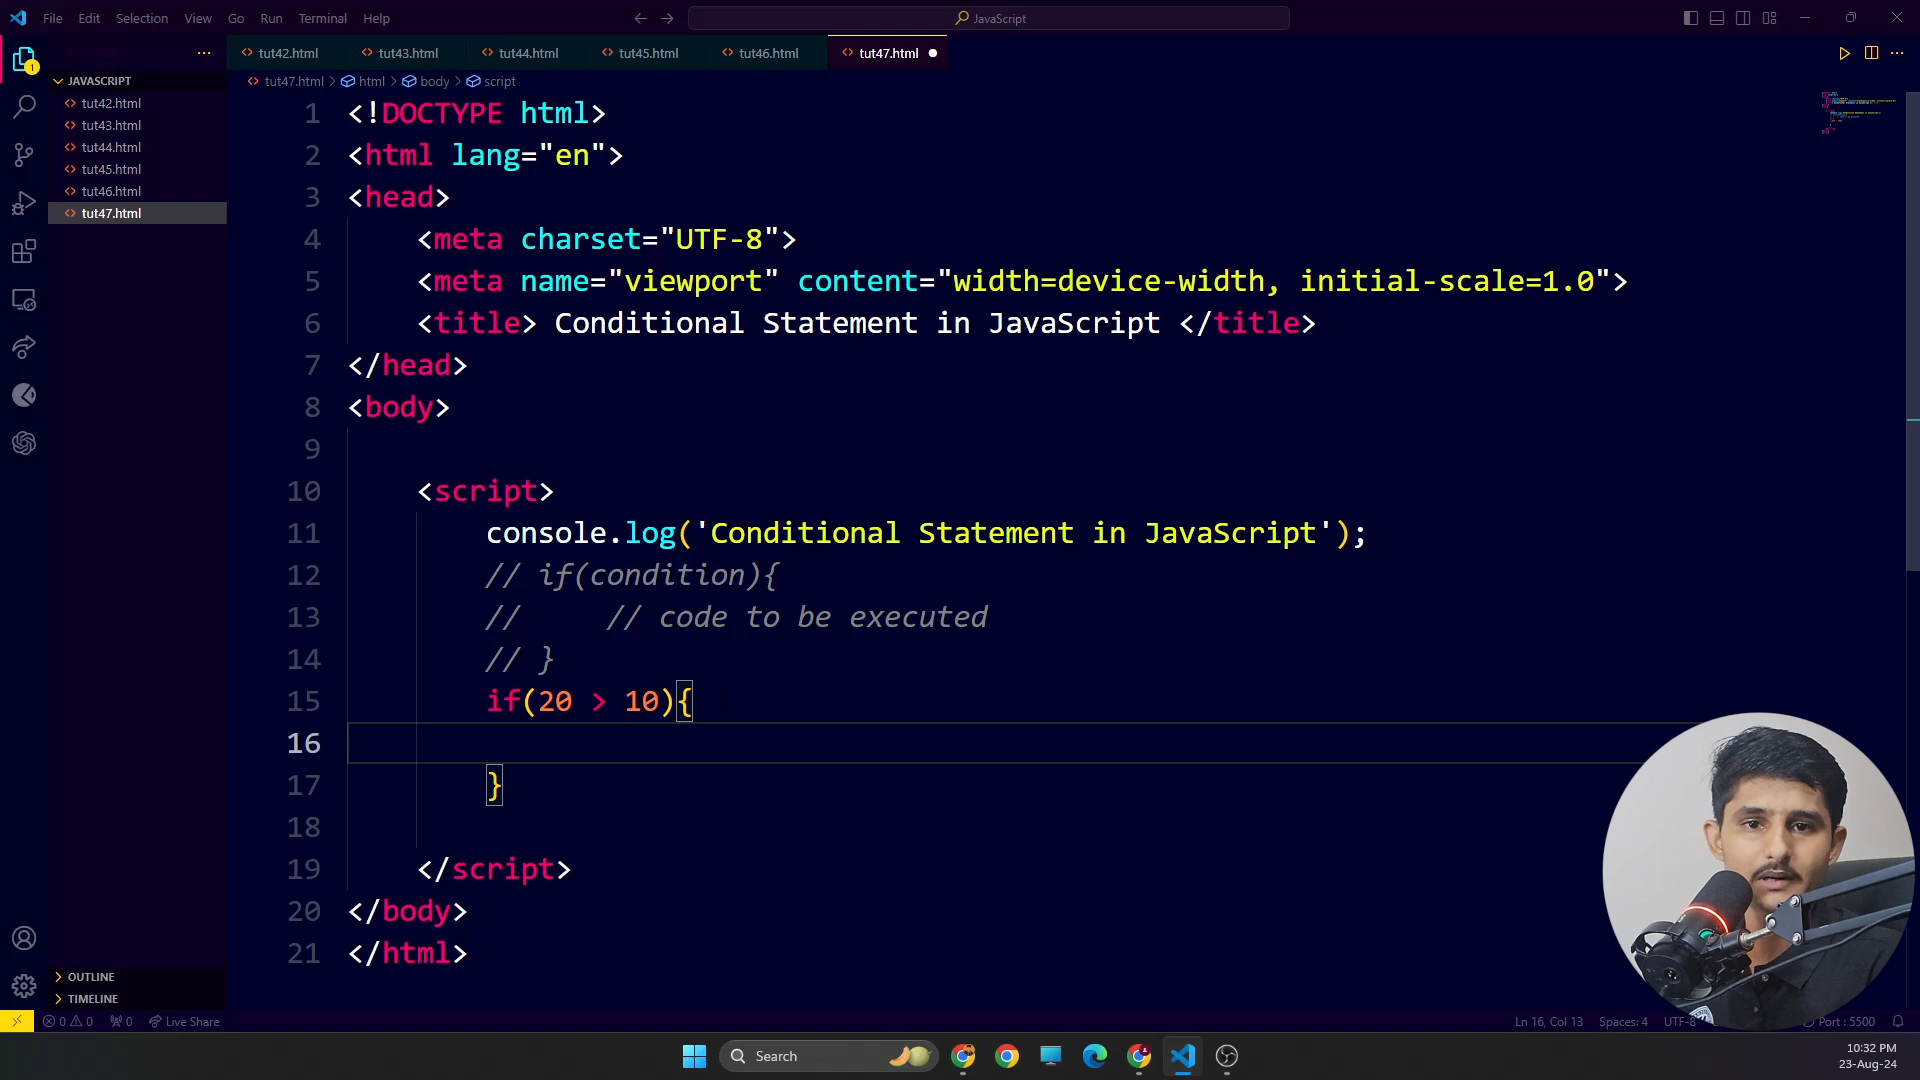 File Edit Selection View Go Run Terminal Help
JavaScript
tut42.html tut43.html tut44.html tut45.html tut46.html tut47.html
JAVASCRIPT
tut42.html
tut43.html
tut44.html
tut45.html
tut46.html
tut47.html
OUTLINE
TIMELINE
tut47.html > html > body > script
1 <!DOCTYPE html>
2 <html lang="en">
3 <head>
4 <meta charset="UTF-8">
5 <meta name="viewport" content="width=device-width, initial-scale=1.0">
6 <title> Conditional Statement in JavaScript </title>
7 </head>
8 <body>
9
10 <script>
11 console.log('Conditional Statement in JavaScript');
12 // if(condition){
13 // // code to be executed
14 // }
15 if(20 > 10){
16
17 }
18
19 </script>
20 </body>
21 </html>
0 0 0 Live Share Ln 16, Col 13 Spaces: 4 UTF-8 Port : 5500
Search
10:32 PM
23-Aug-24
1